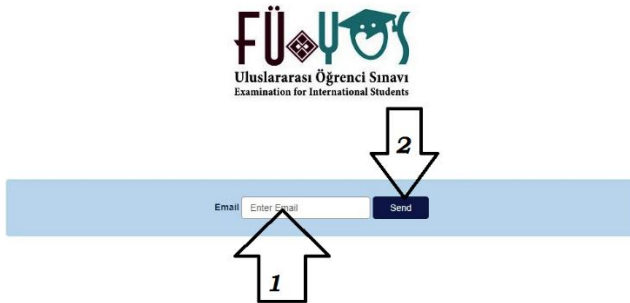 FÜYÖS
Uluslararası Öğrenci Sınavı
Examination for International Students
2
Email Enter Email Send
1